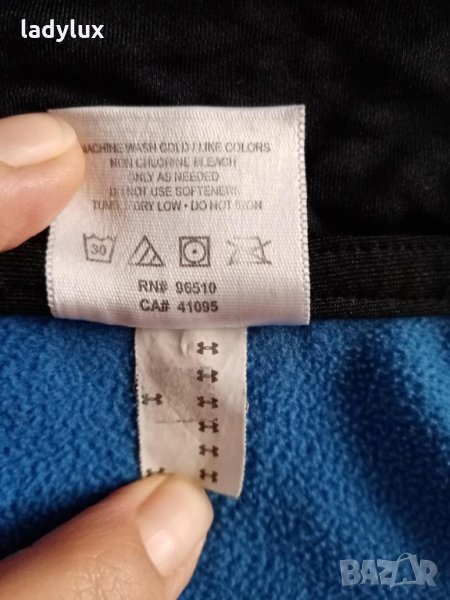 ladylux
MACHINE WASH COLD / LIKE COLORS
NON CHLORINE BLEACH
ONLY AS NEEDED
DO NOT USE SOFTENERS
TUMBLE DRY LOW • DO NOT IRON
30
RN# 96510
CA# 41095
BAZAR